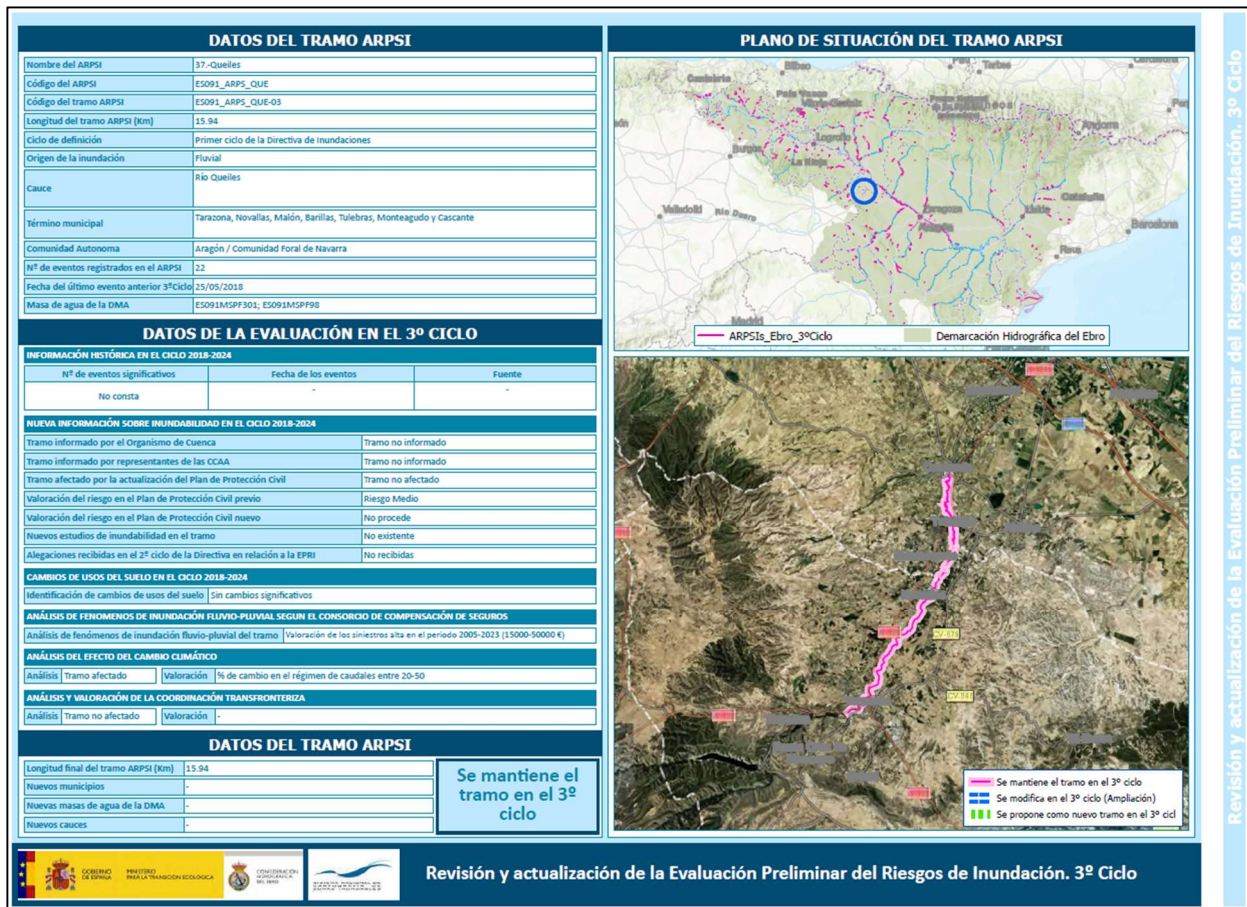 DATOS DEL TRAMO ARPSI
Nombre del ARPSI 37.-Queiles
Código del ARPSI ES091_ARPS_QUE
Código del tramo ARPSI ES091_ARPS_QUE-03
Longitud del tramo ARPSI (Km) 15.94
Ciclo de definición Primer ciclo de la Directiva de Inundaciones
Origen de la inundación Fluvial
Cauce Río Queiles
Término municipal Tarazona, Novallas, Malón, Barillas, Tulebras, Monteagudo y Cascante
Comunidad Autonoma Aragón / Comunidad Foral de Navarra
Nº de eventos registrados en el ARPSI 22
Fecha del último evento anterior 3ºCiclo 25/05/2018
Masa de agua de la DMA ES091MSPF301; ES091MSPF98
DATOS DE LA EVALUACIÓN EN EL 3º CICLO
INFORMACIÓN HISTÓRICA EN EL CICLO 2018-2024
Nº de eventos significativos Fecha de los eventos Fuente
No consta - -
NUEVA INFORMACIÓN SOBRE INUNDABILIDAD EN EL CICLO 2018-2024
Tramo informado por el Organismo de Cuenca Tramo no informado
Tramo informado por representantes de las CCAA Tramo no informado
Tramo afectado por la actualización del Plan de Protección Civil Tramo no afectado
Valoración del riesgo en el Plan de Protección Civil previo Riesgo Medio
Valoración del riesgo en el Plan de Protección Civil nuevo No procede
Nuevos estudios de inundabilidad en el tramo No existente
Alegaciones recibidas en el 2º ciclo de la Directiva en relación a la EPRI No recibidas
CAMBIOS DE USOS DEL SUELO EN EL CICLO 2018-2024
Identificación de cambios de usos del suelo Sin cambios significativos
ANÁLISIS DE FENOMENOS DE INUNDACIÓN FLUVIO-PLUVIAL SEGUN EL CONSORCIO DE COMPENSACIÓN DE SEGUROS
Análisis de fenómenos de inundación fluvio-pluvial del tramo Valoración de los siniestros alta en el periodo 2005-2023 (15000-50000 €)
ANÁLISIS DEL EFECTO DEL CAMBIO CLIMÁTICO
Análisis Tramo afectado Valoración % de cambio en el régimen de caudales entre 20-50
ANÁLISIS Y VALORACIÓN DE LA COORDINACIÓN TRANSFRONTERIZA
Análisis Tramo no afectado Valoración -
DATOS DEL TRAMO ARPSI
Longitud final del tramo ARPSI (Km) 15.94
Nuevos municipios -
Nuevas masas de agua de la DMA -
Nuevos cauces -
Se mantiene el
tramo en el 3º
ciclo
PLANO DE SITUACIÓN DEL TRAMO ARPSI
Bilbao
Tarbes
Cantabria
País Vasco
Vitoria-Gasteiz
Andorra
Logroño
Burgos
La Rioja
Cataluña
Valladolid
Río Duero
Zaragoza
Lleida
Aragón
Barcelona
Reus
Madrid
ARPSIs_Ebro_3ºCiclo
Demarcación Hidrográfica del Ebro
Se mantiene el tramo en el 3º ciclo
Se modifica en el 3º ciclo (Ampliación)
Se propone como nuevo tramo en el 3º cicl
GOBIERNO DE ESPAÑA
MINISTERIO PARA LA TRANSICIÓN ECOLÓGICA
CONFEDERACIÓN HIDROGRÁFICA DEL EBRO
Revisión y actualización de la Evaluación Preliminar del Riesgos de Inundación. 3º Ciclo
Revisión y actualización de la Evaluación Preliminar del Riesgos de Inundación. 3º Ciclo